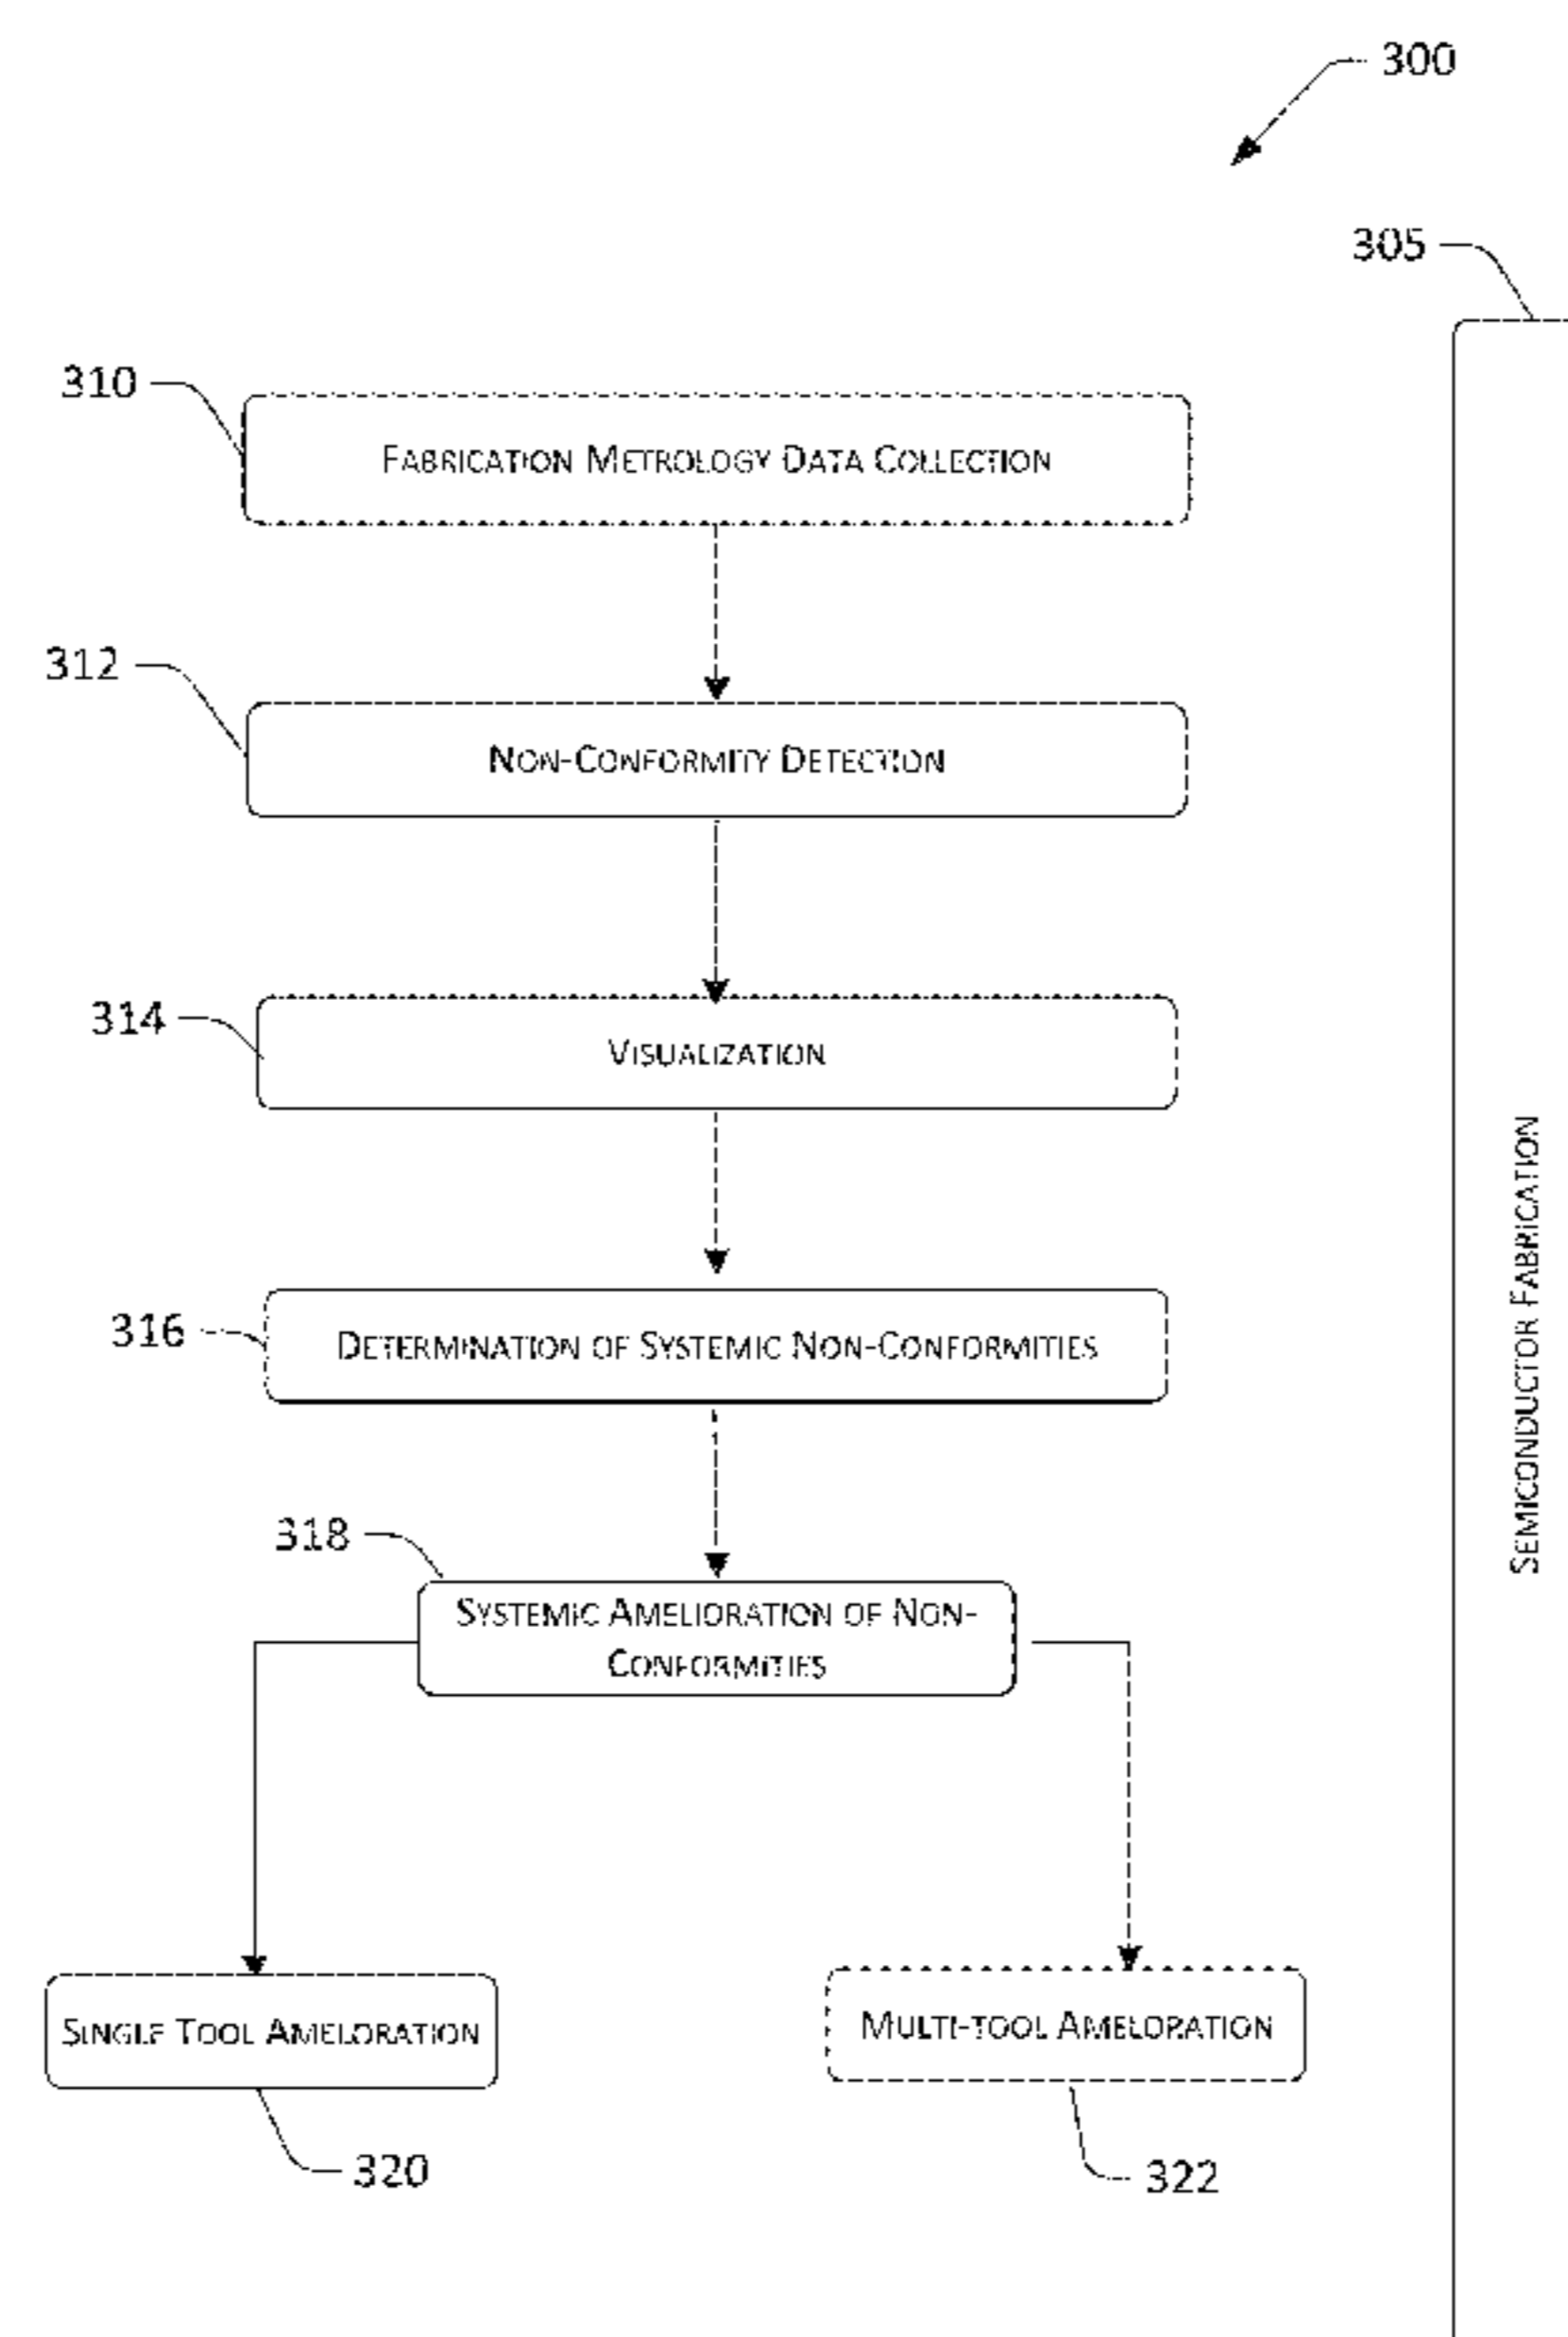 300
305
310
FABRICATION METROLOGY DATA COLLECTION
312
NON-CONFORMITY DETECTION
314
VISUALIZATION
316
DETERMINATION OF SYSTEMIC NON-CONFORMITIES
318
SYSTEMIC AMELIORATION OF NON-
CONFORMITIES
SEMICONDUCTOR FABRICATION
SINGLE TOOL AMELORATION
MULTI-TOOL AMELORATION
320
322